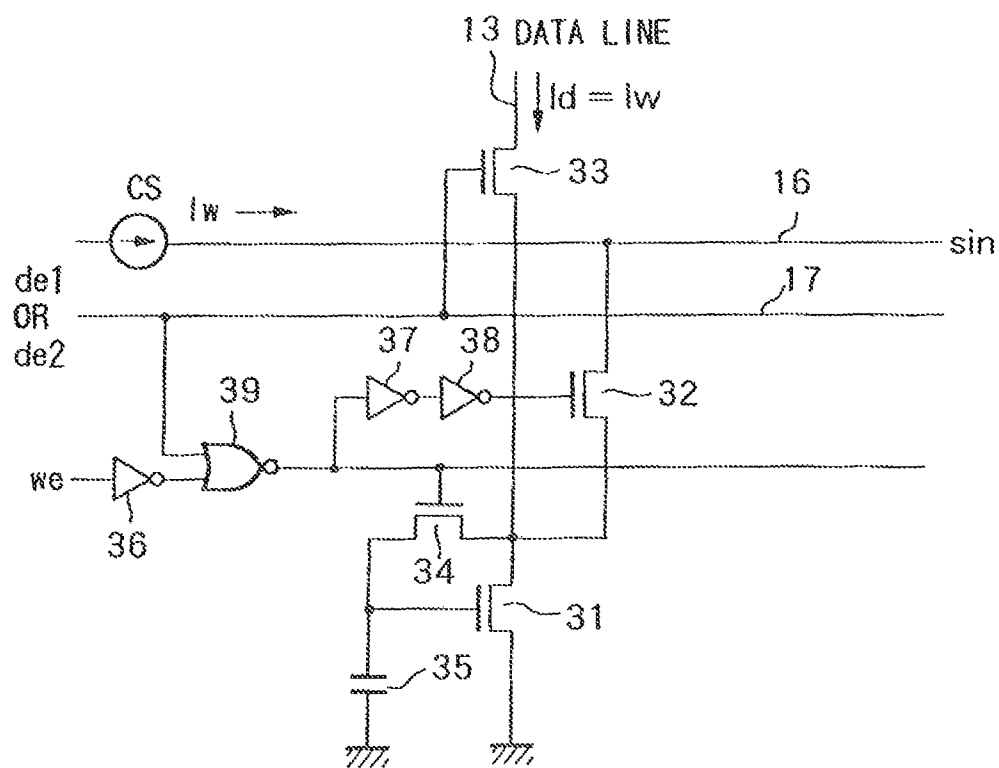 13 DATA LINE
Id = Iw
33
CS
Iw
16
sin
de1
OR
de2
17
37
38
32
39
we
36
34
31
35